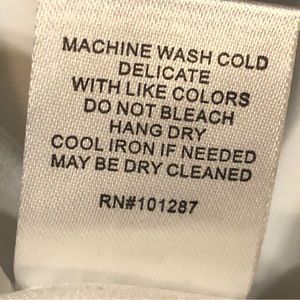 MACHINE WASH COLD
DELICATE
WITH LIKE COLORS
DO NOT BLEACH
HANG DRY
COOL IRON IF NEEDED
MAY BE DRY CLEANED
RN#101287